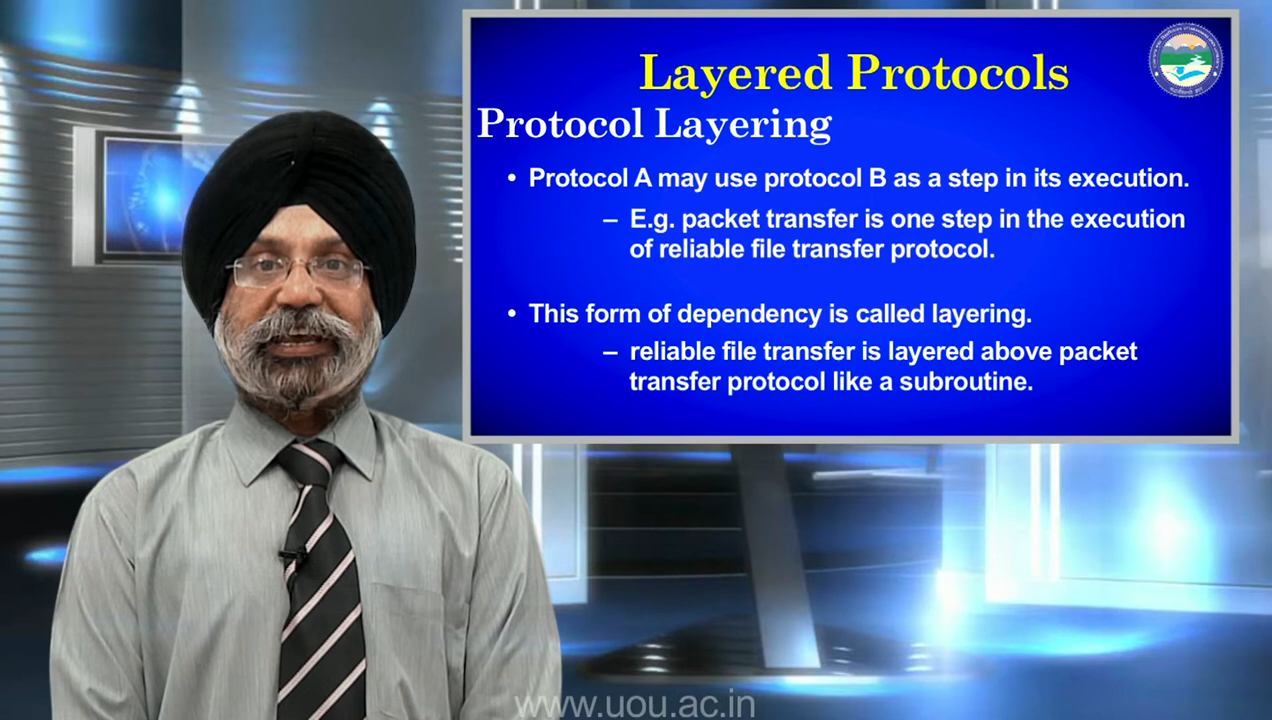 Layered Protocols
Protocol Layering
• Protocol A may use protocol B as a step in its execution.
– E.g. packet transfer is one step in the execution
of reliable file transfer protocol.
• This form of dependency is called layering.
– reliable file transfer is layered above packet
transfer protocol like a subroutine.
www.uou.ac.in